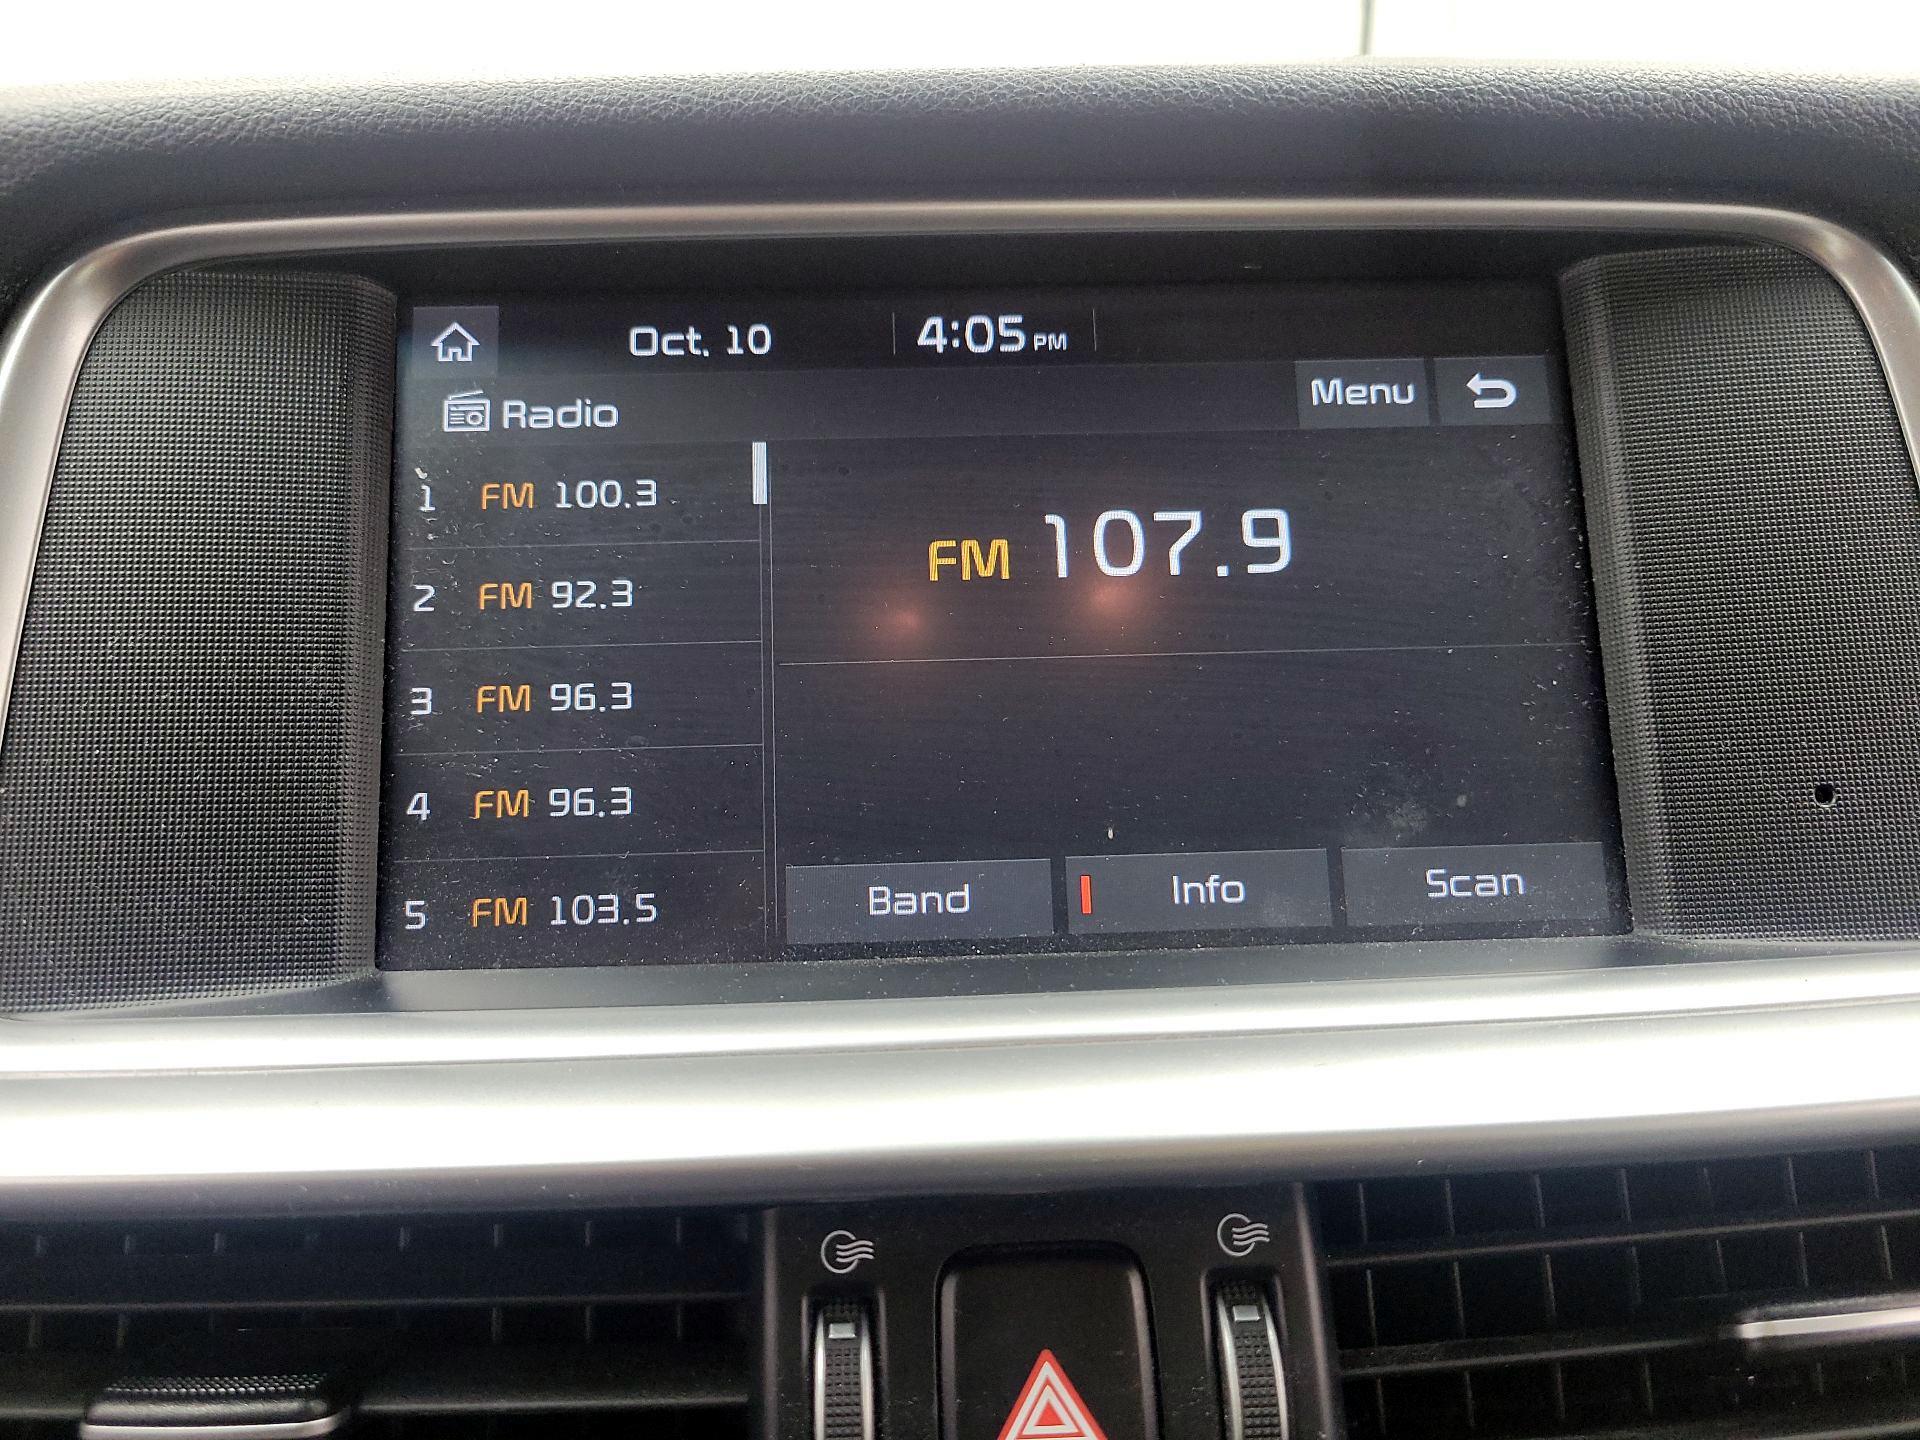 Oct. 10 4:05 PM
Radio Menu
1 FM 100.3
2 FM 92.3
3 FM 96.3
4 FM 96.3
5 FM 103.5
FM 107.9
Band Info Scan